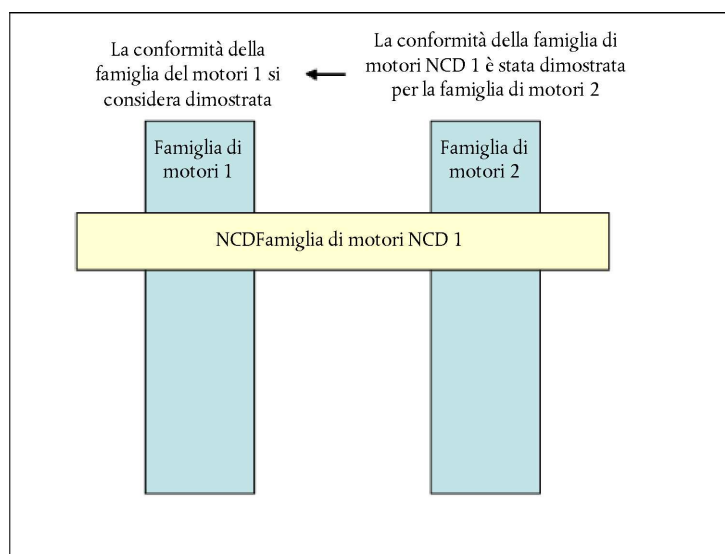 La conformità della
famiglia del motori 1 si
considera dimostrata
La conformità della famiglia di
motori NCD 1 è stata dimostrata
per la famiglia di motori 2
Famiglia di
motori 1
Famiglia di
motori 2
NCDFamiglia di motori NCD 1